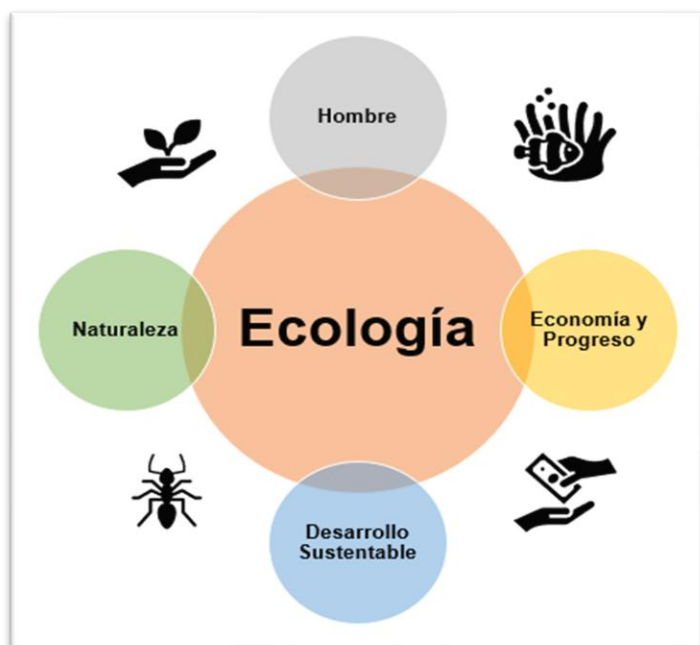 Hombre
Naturaleza
Ecología
Economía y
Progreso
Desarrollo
Sustentable